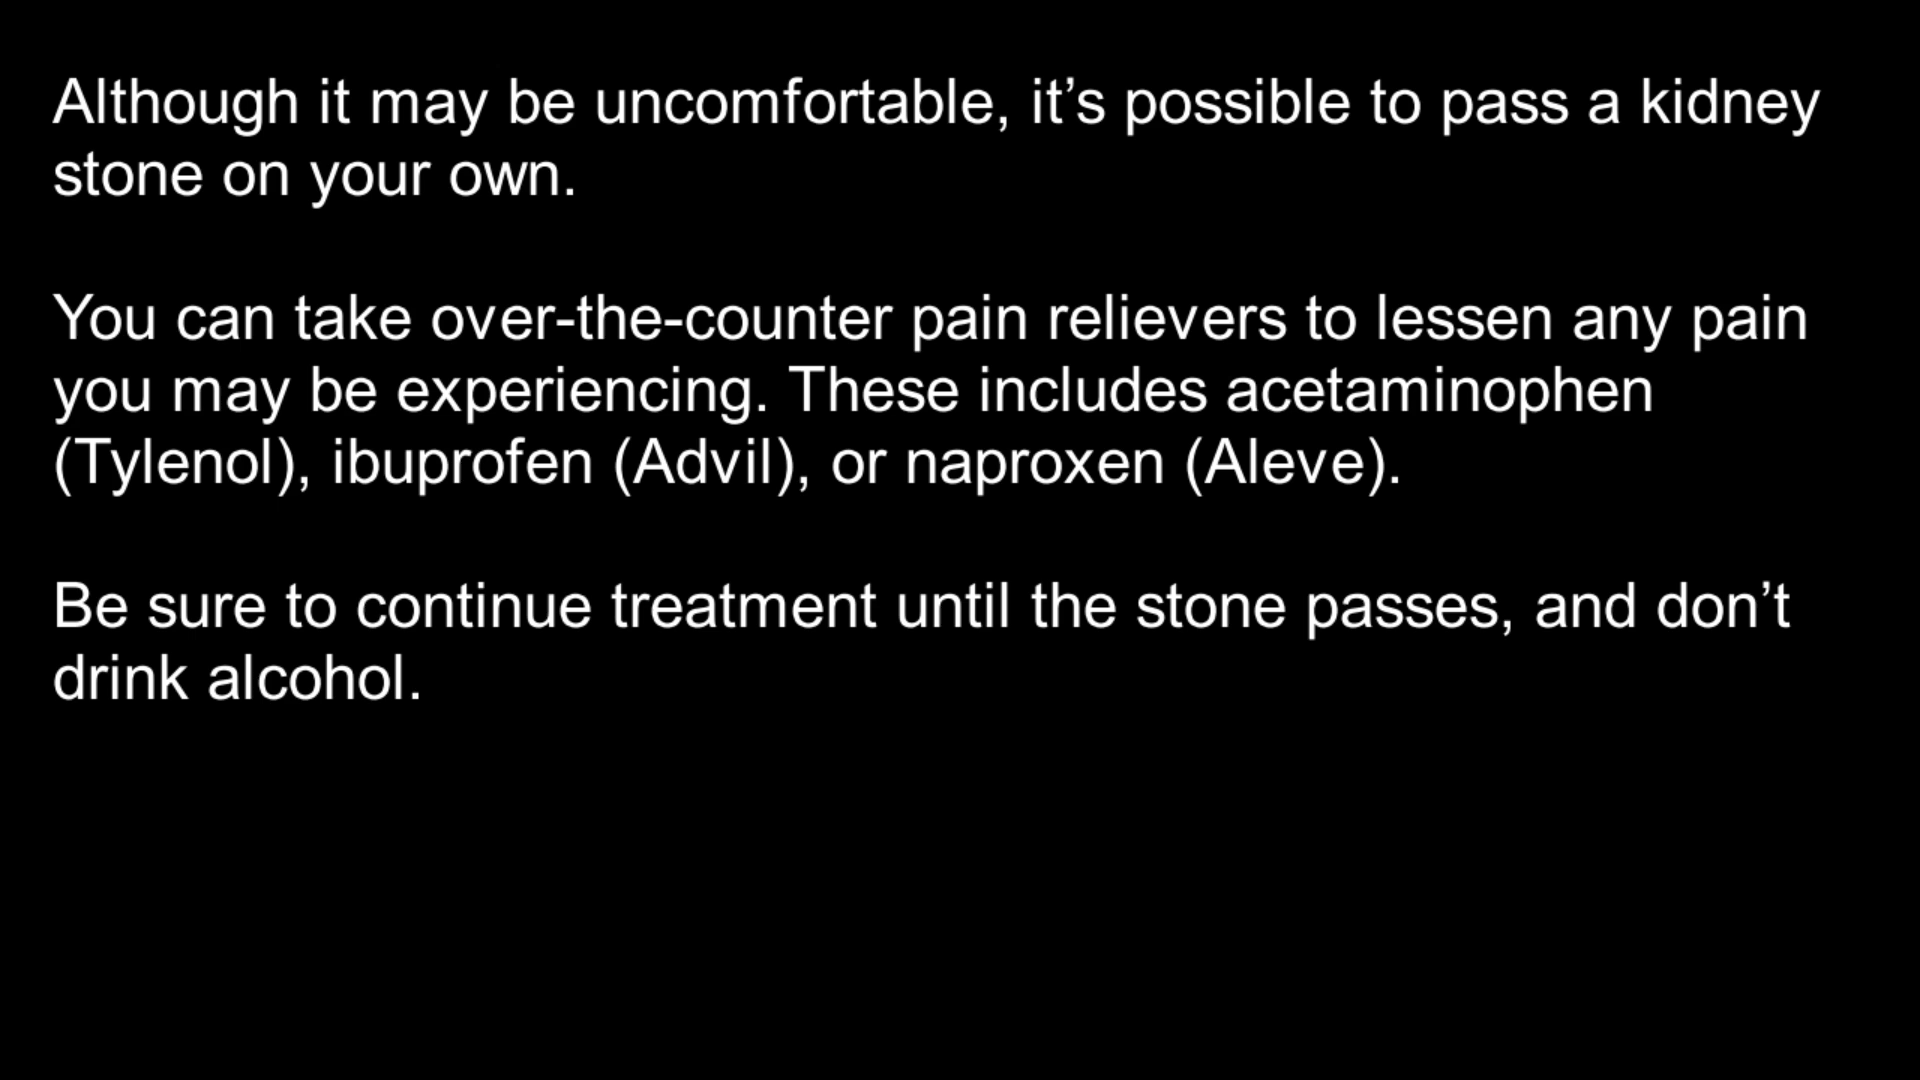 Although it may be uncomfortable, it’s possible to pass a kidney
stone on your own.
You can take over-the-counter pain relievers to lessen any pain
you may be experiencing. These includes acetaminophen
(Tylenol), ibuprofen (Advil), or naproxen (Aleve).
Be sure to continue treatment until the stone passes, and don’t
drink alcohol.